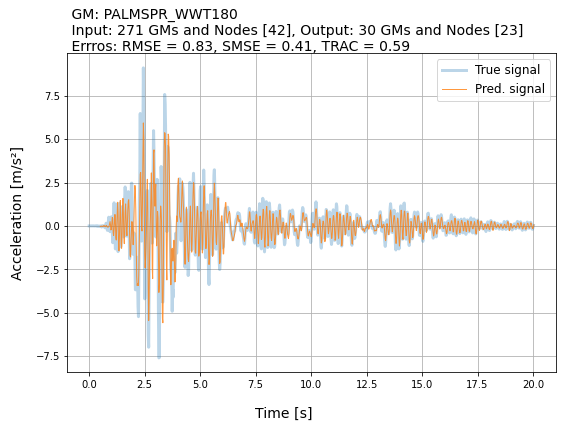 GM: PALMSPR_WWT180
Input: 271 GMs and Nodes [42], Output: 30 GMs and Nodes [23]
Errros: RMSE = 0.83, SMSE = 0.41, TRAC = 0.59
True signal
Pred. signal
7.5
5.0
2.5
0.0
−2.5
−5.0
−7.5
Acceleration [m/s²]
0.0 2.5 5.0 7.5 10.0 12.5 15.0 17.5 20.0
Time [s]